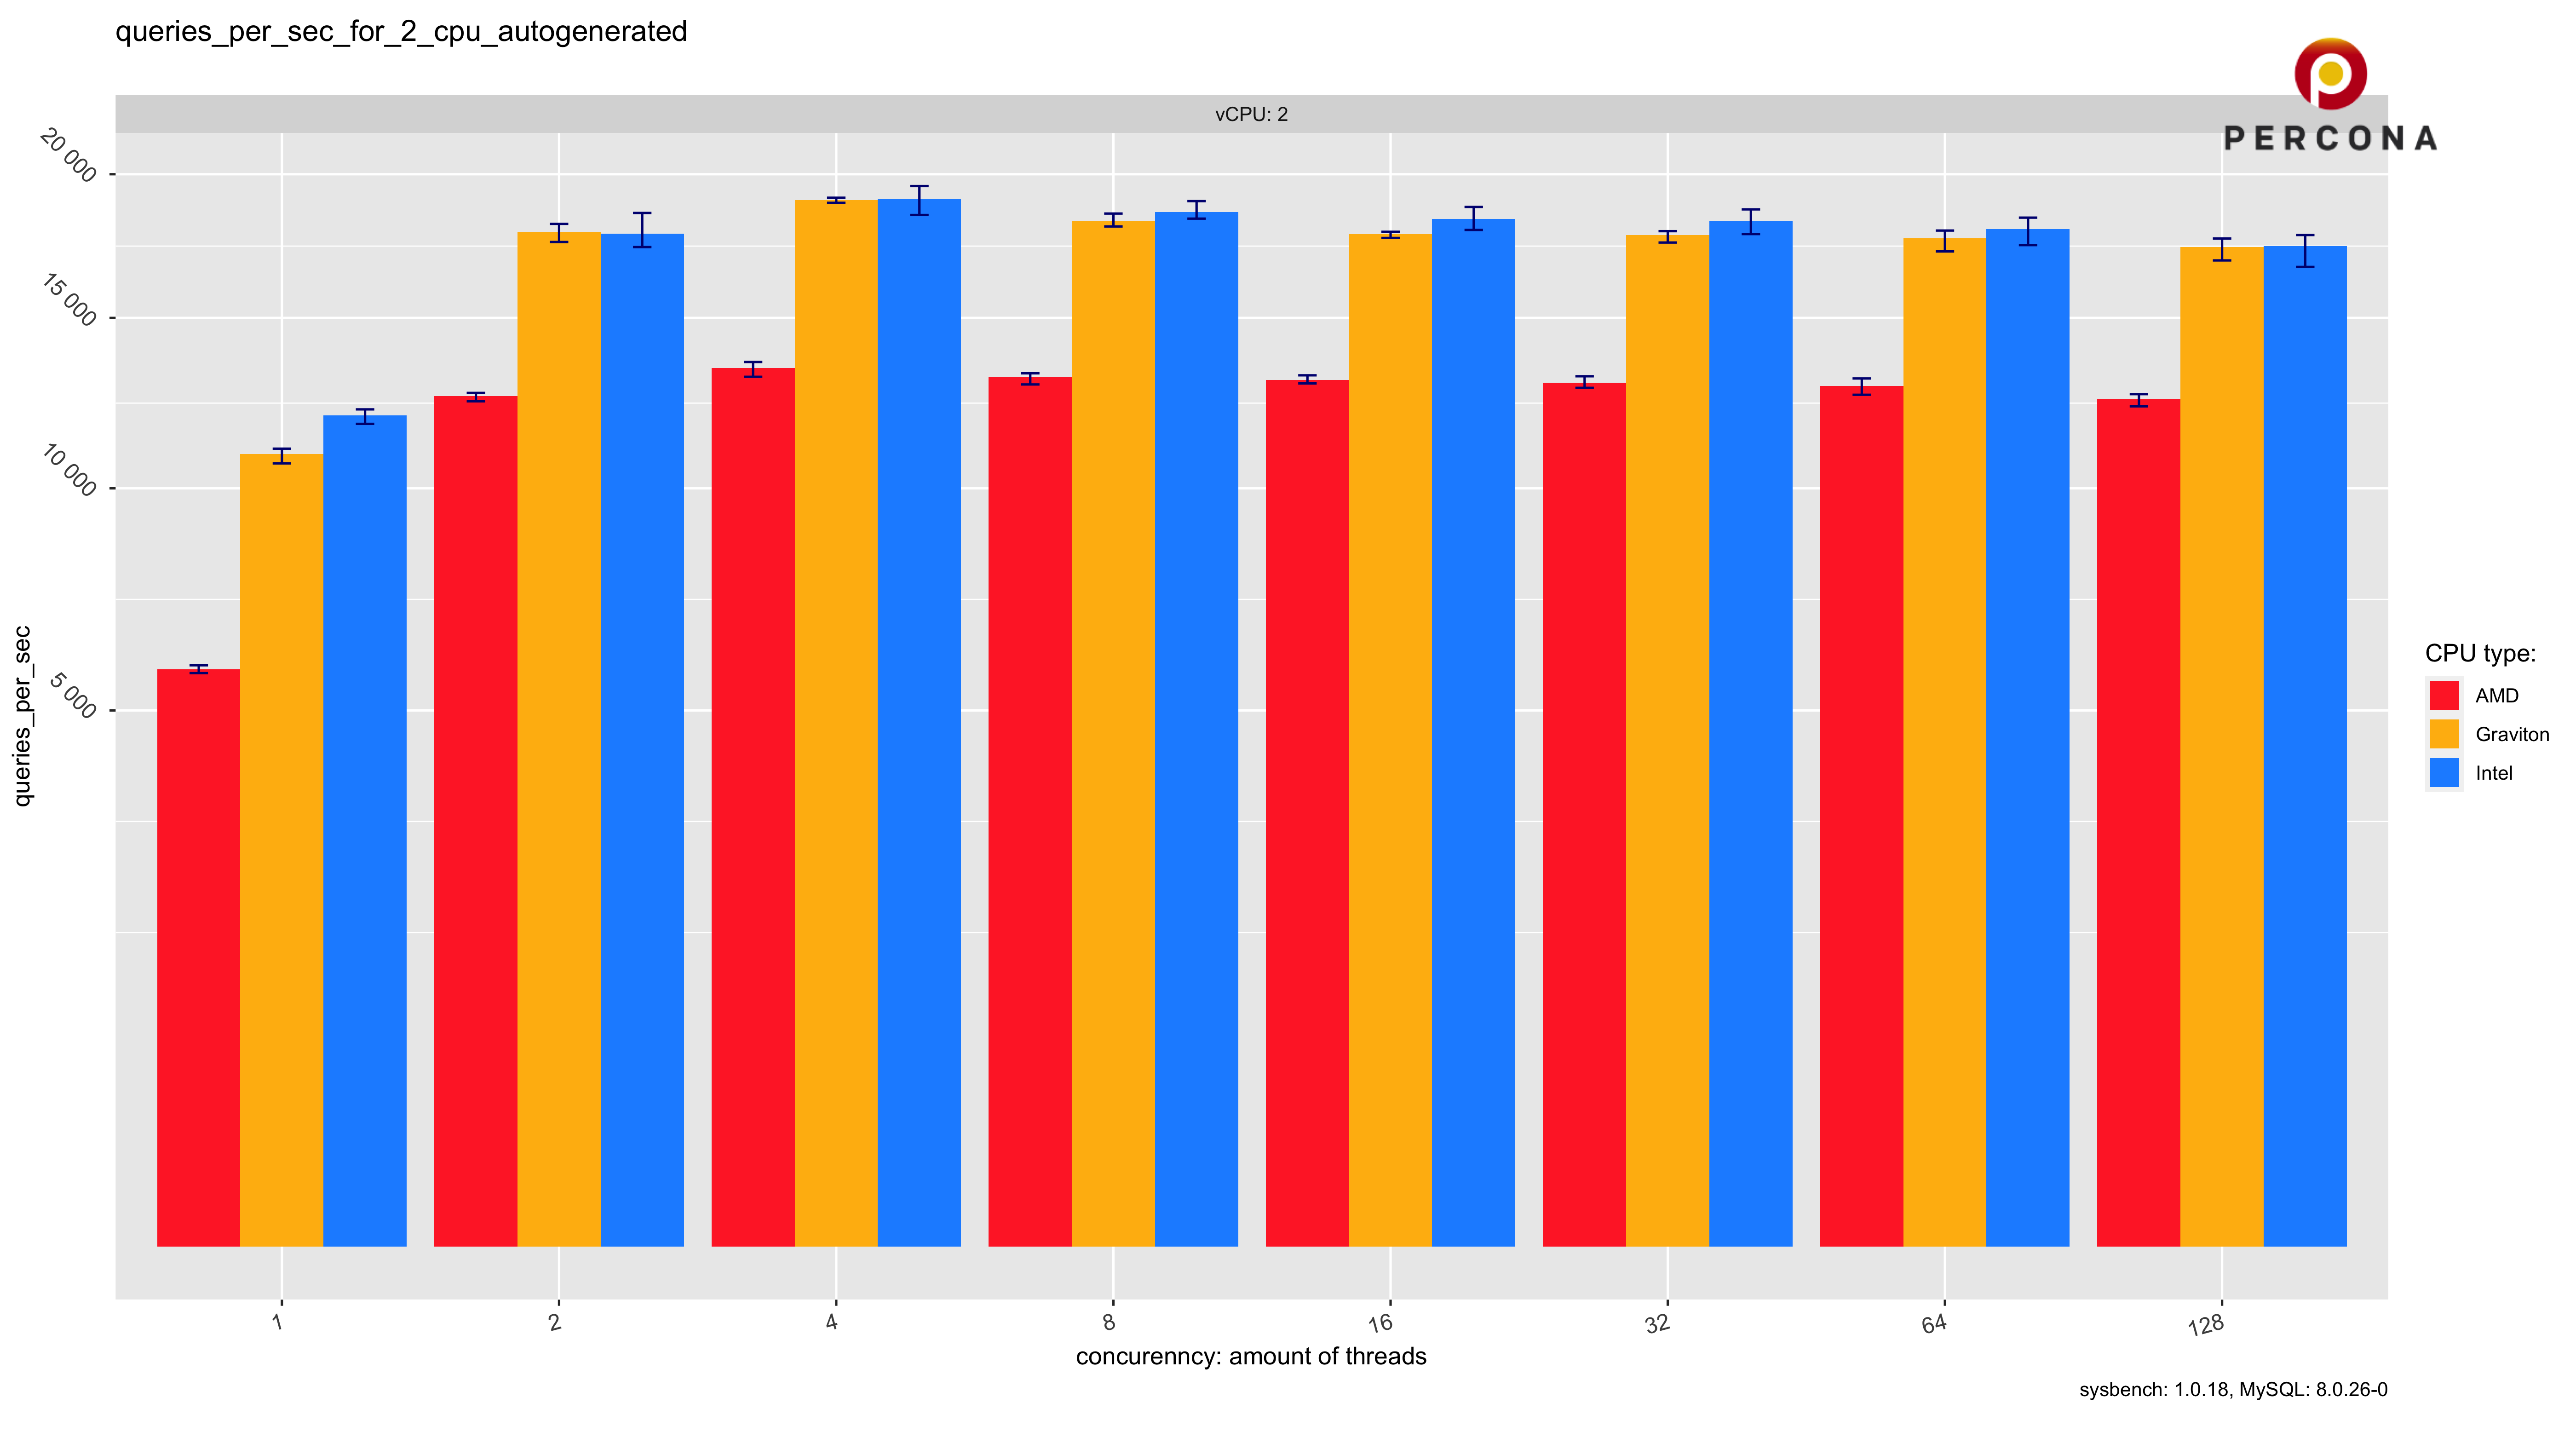 queries_per_sec_for_2_cpu_autogenerated
PERCONA
vCPU: 2
20 000
15 000
10 000
5 000
queries_per_sec
1 2 4 8 16 32 64 128
concurenncy: amount of threads
CPU type:
AMD
Graviton
Intel
sysbench: 1.0.18, MySQL: 8.0.26-0